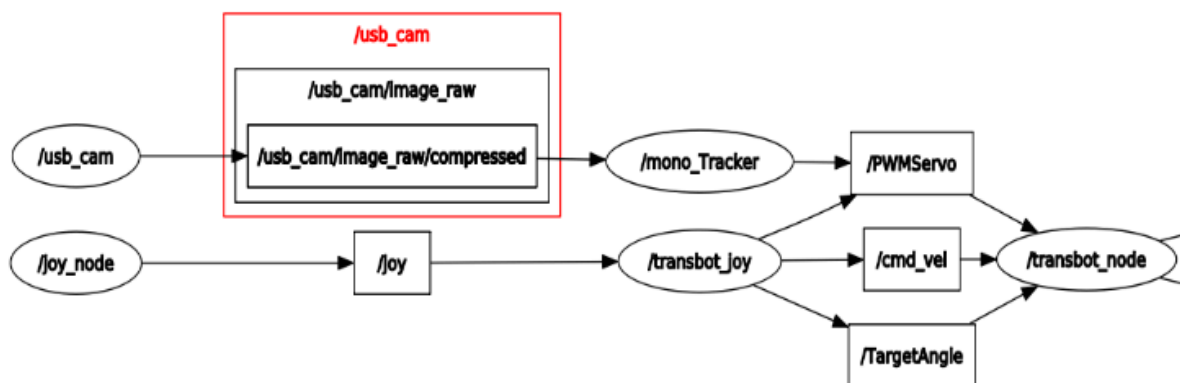 /usb_cam
/usb_cam/image_raw
/usb_cam
/usb_cam/image_raw/compressed
/mono_Tracker
/PWMServo
/joy_node
/joy
/transbot_joy
/cmd_vel
/transbot_node
/TargetAngle